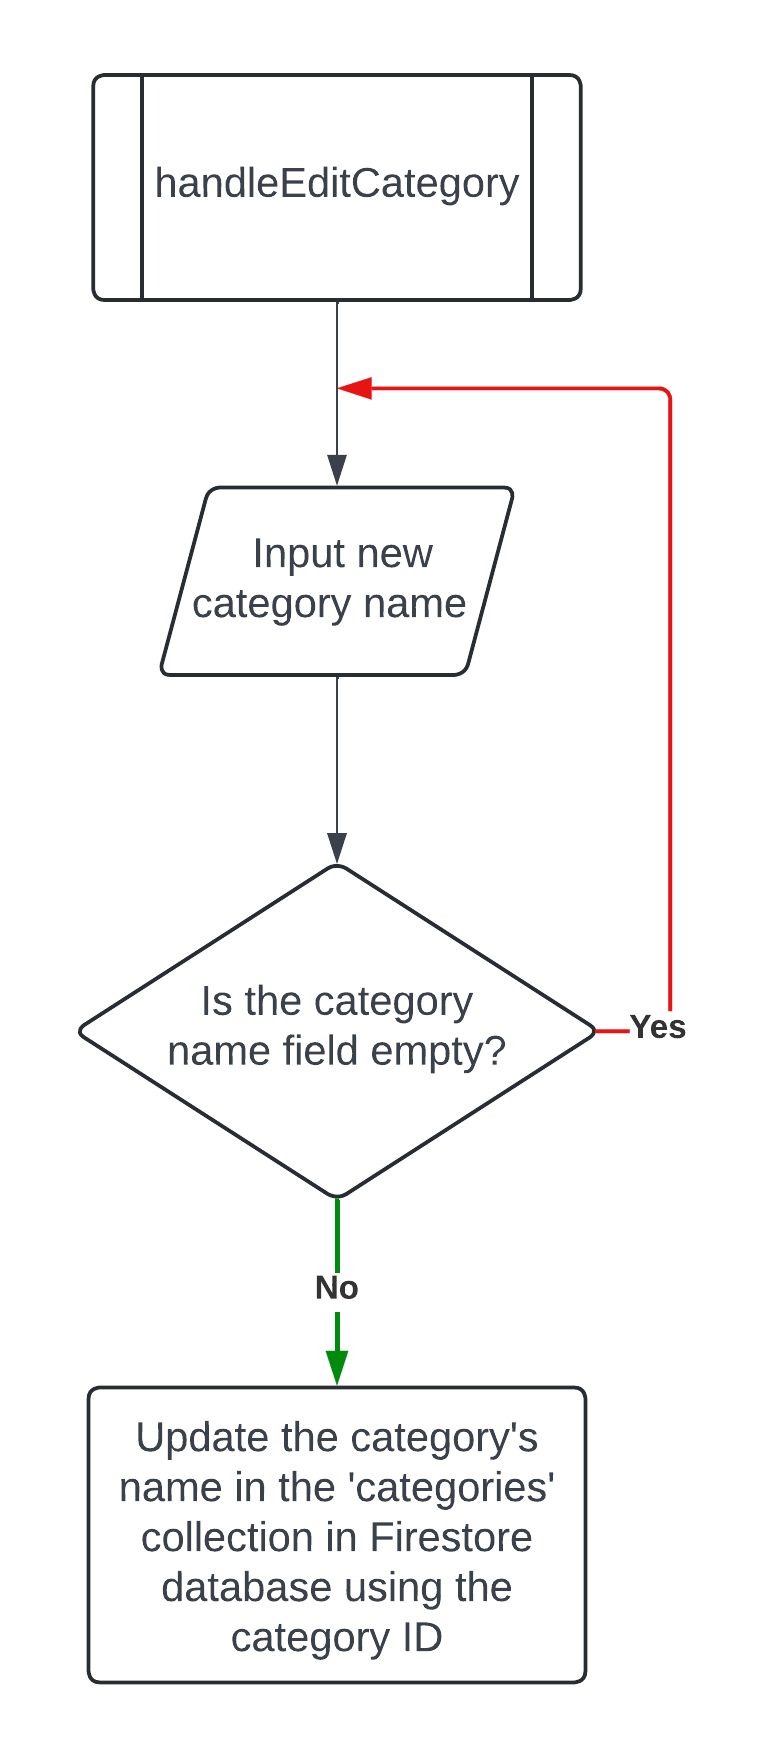 handleEditCategory
Input new
category name
Is the category
name field empty?
Yes
No
Update the category's
name in the 'categories'
collection in Firestore
database using the
category ID